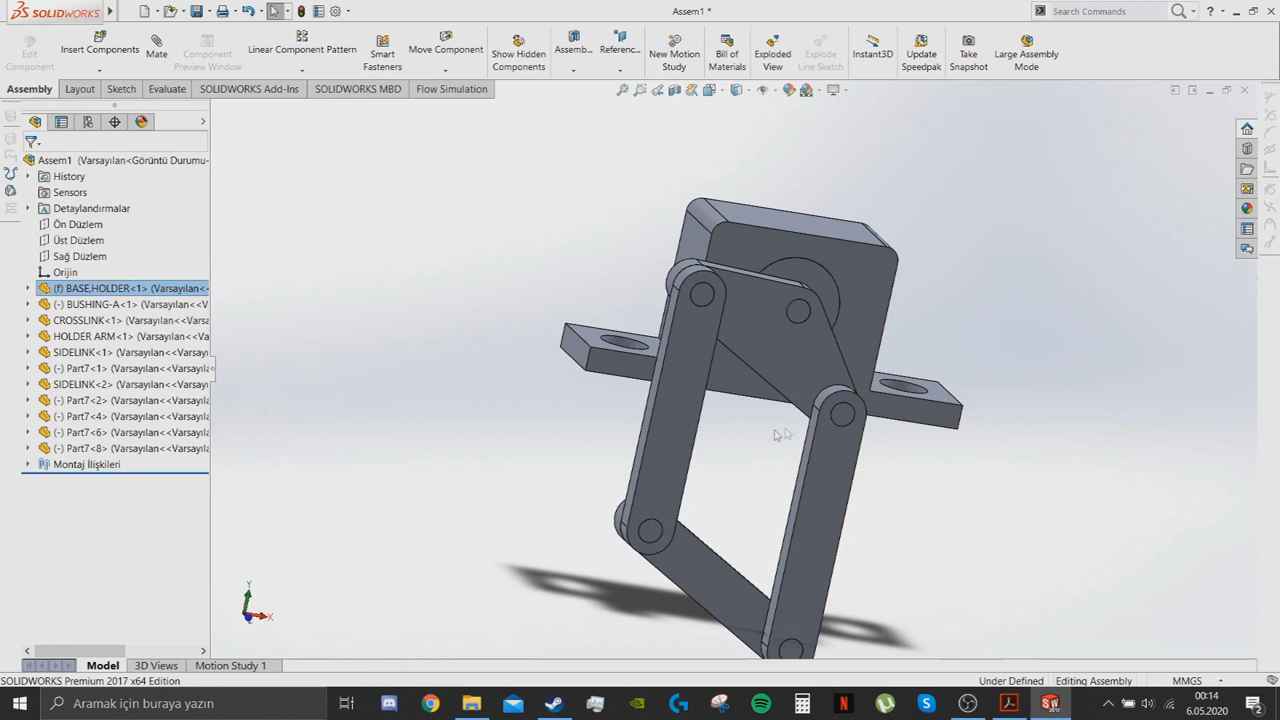 SOLIDWORKS
Assem1 *
Search Commands
Edit Component
Insert Components
Mate
Component Preview Window
Linear Component Pattern
Smart Fasteners
Move Component
Show Hidden Components
Assemb...
Referenc...
New Motion Study
Bill of Materials
Exploded View
Explode Line Sketch
Instant3D
Update Speedpak
Take Snapshot
Large Assembly Mode
Assembly Layout Sketch Evaluate SOLIDWORKS Add-Ins SOLIDWORKS MBD Flow Simulation
Assem1 (Varsayılan<Görüntü Durumu-
History
Sensors
Detaylandırmalar
Ön Düzlem
Üst Düzlem
Sağ Düzlem
Orijin
(f) BASE,HOLDER<1> (Varsayılan<<
(-) BUSHING-A<1> (Varsayılan<<V
CROSSLINK<1> (Varsayılan<<Varsa
HOLDER ARM<1> (Varsayılan<<Va
SIDELINK<1> (Varsayılan<<Varsayı
(-) Part7<1> (Varsayılan<<Varsayıla
SIDELINK<2> (Varsayılan<<Varsayı
(-) Part7<2> (Varsayılan<<Varsayıla
(-) Part7<4> (Varsayılan<<Varsayıla
(-) Part7<6> (Varsayılan<<Varsayıla
(-) Part7<8> (Varsayılan<<Varsayıla
Montaj İlişkileri
Y
X
Model 3D Views Motion Study 1
SOLIDWORKS Premium 2017 x64 Edition
Under Defined Editing Assembly MMGS
Aramak için buraya yazın
00:14
6.05.2020
2